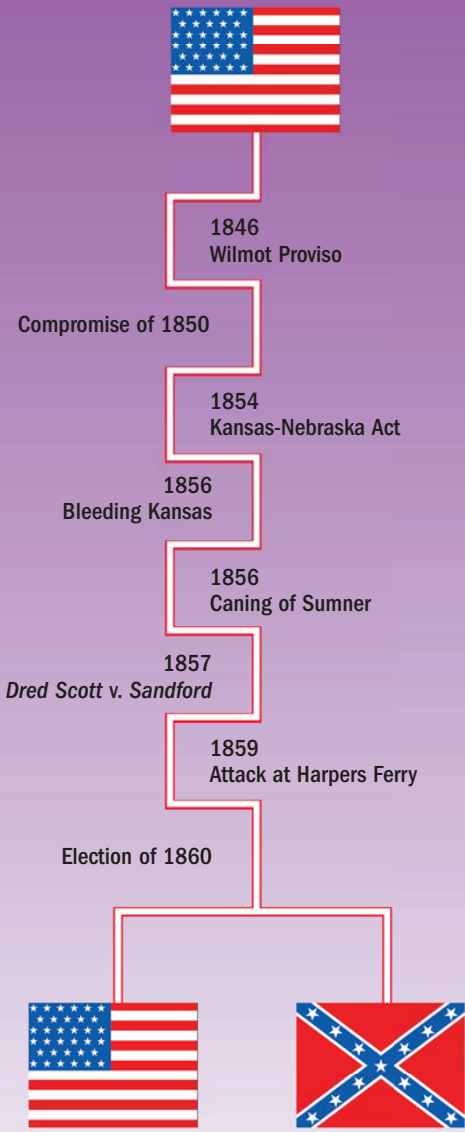 1846
Wilmot Proviso
Compromise of 1850
1854
Kansas-Nebraska Act
1856
Bleeding Kansas
1856
Caning of Sumner
1857
Dred Scott v. Sandford
1859
Attack at Harpers Ferry
Election of 1860